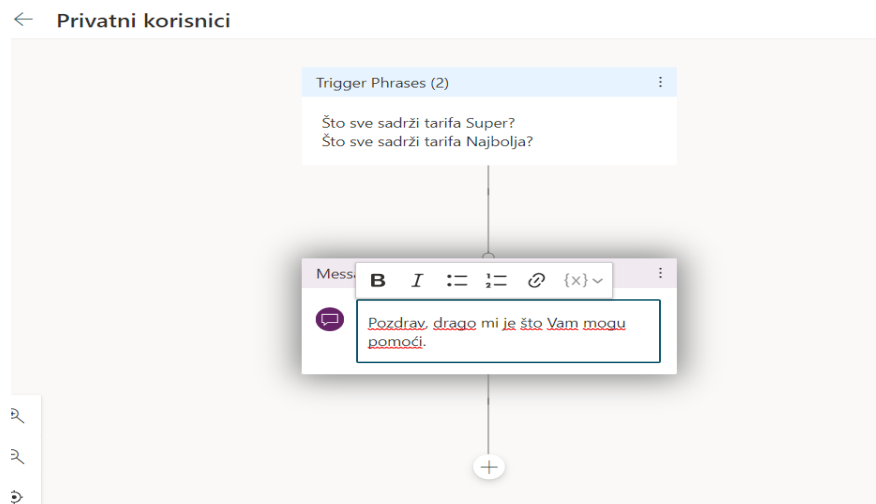 Privatni korisnici
Trigger Phrases (2)
Što sve sadrži tarifa Super?
Što sve sadrži tarifa Najbolja?
B I {x}
Pozdrav, drago mi je što Vam mogu
pomoći.